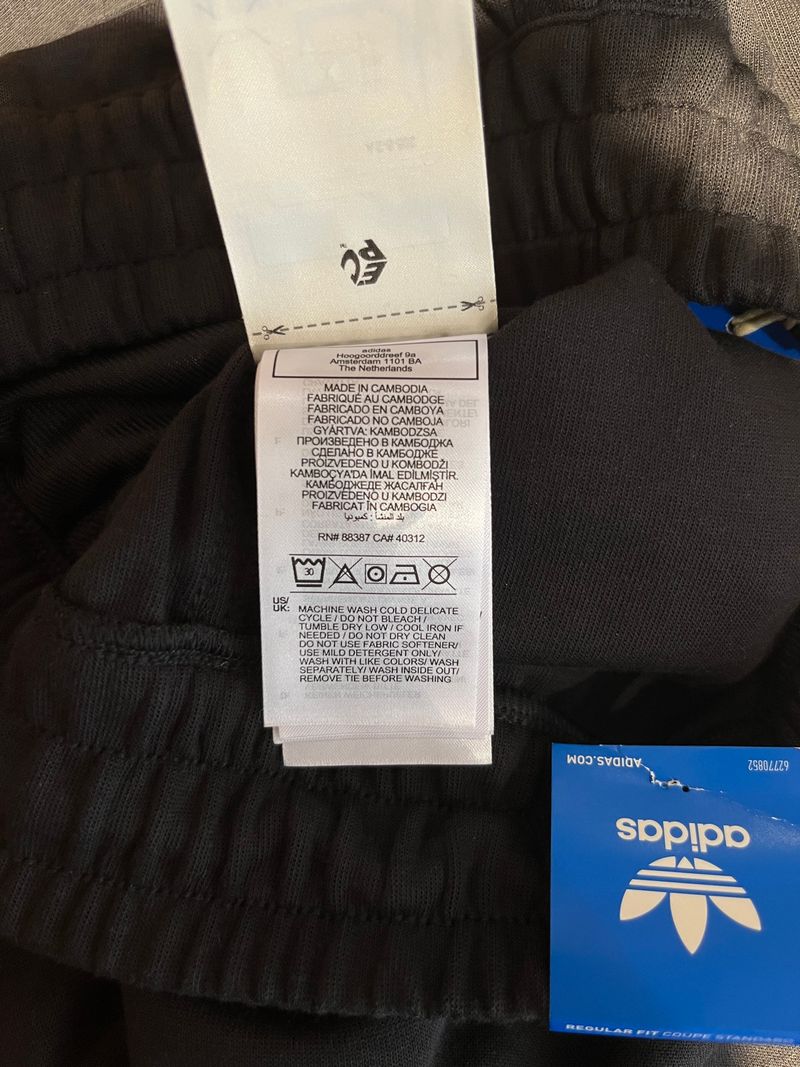 EPC™
adidas
Hoogoorddreef 9a
Amsterdam 1101 BA
The Netherlands
MADE IN CAMBODIA
FABRIQUÉ AU CAMBODGE
FABRICADO EN CAMBOYA
FABRICADO NO CAMBOJA
GYÁRTVA: KAMBODZSA
ПРОИЗВЕДЕНО В КАМБОДЖА
СДЕЛАНО В КАМБОДЖЕ
PROIZVEDENO U KOMBODŽI
KAMBOÇYA'DA İMAL EDİLMİŞTİR.
КАМБОДЖЕДЕ ЖАСАЛҒАН
PROIZVEDENO U KAMBODZI
FABRICAT ÎN CAMBOGIA
بلد المنشأ: كمبوديا
RN# 88387 CA# 40312
30
US/
UK:
MACHINE WASH COLD DELICATE
CYCLE / DO NOT BLEACH /
TUMBLE DRY LOW / COOL IRON IF
NEEDED / DO NOT DRY CLEAN
DO NOT USE FABRIC SOFTENER/
USE MILD DETERGENT ONLY/
WASH WITH LIKE COLORS/ WASH
SEPARATELY/ WASH INSIDE OUT/
REMOVE TIE BEFORE WASHING
ADIDAS.COM
62770852
adidas
REGULAR FIT COUPE STANDARD